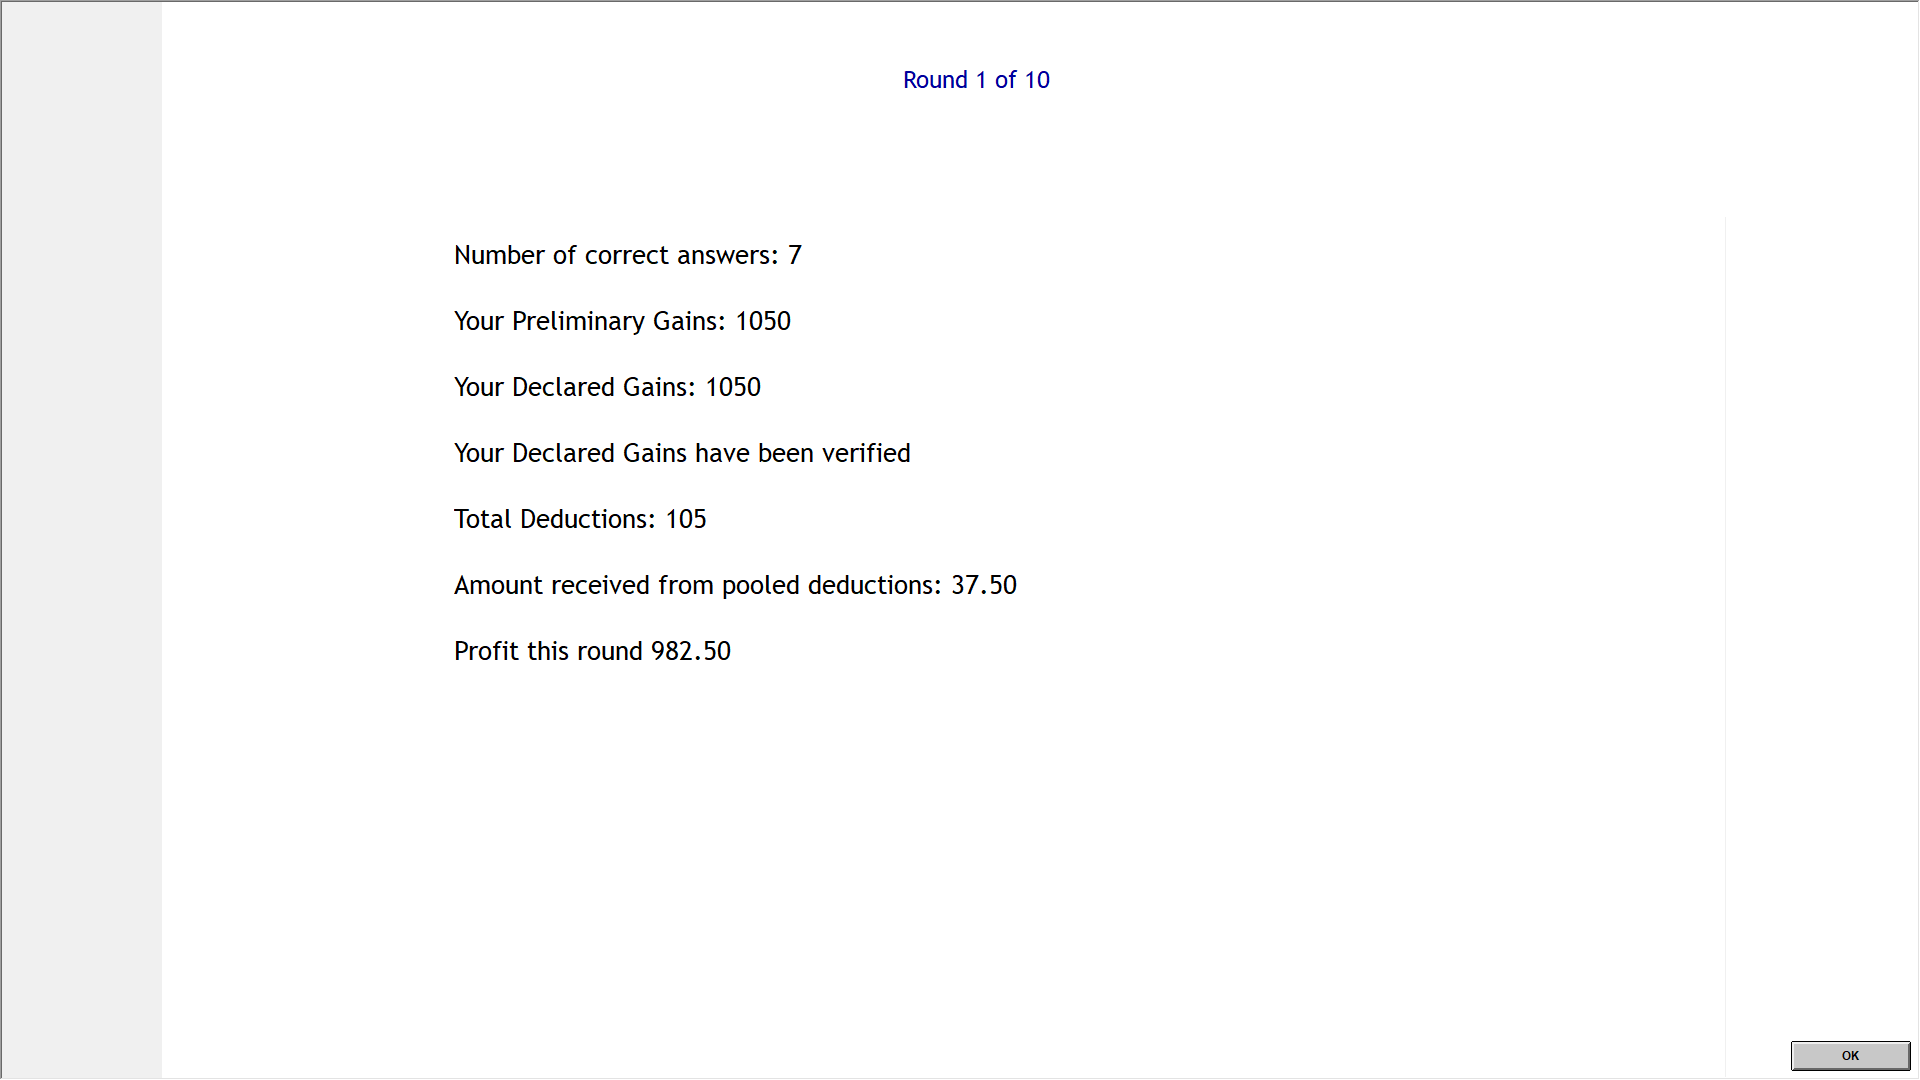 Round 1 of 10
Number of correct answers: 7
Your Preliminary Gains: 1050
Your Declared Gains: 1050
Your Declared Gains have been verified
Total Deductions: 105
Amount received from pooled deductions: 37.50
Profit this round 982.50
OK